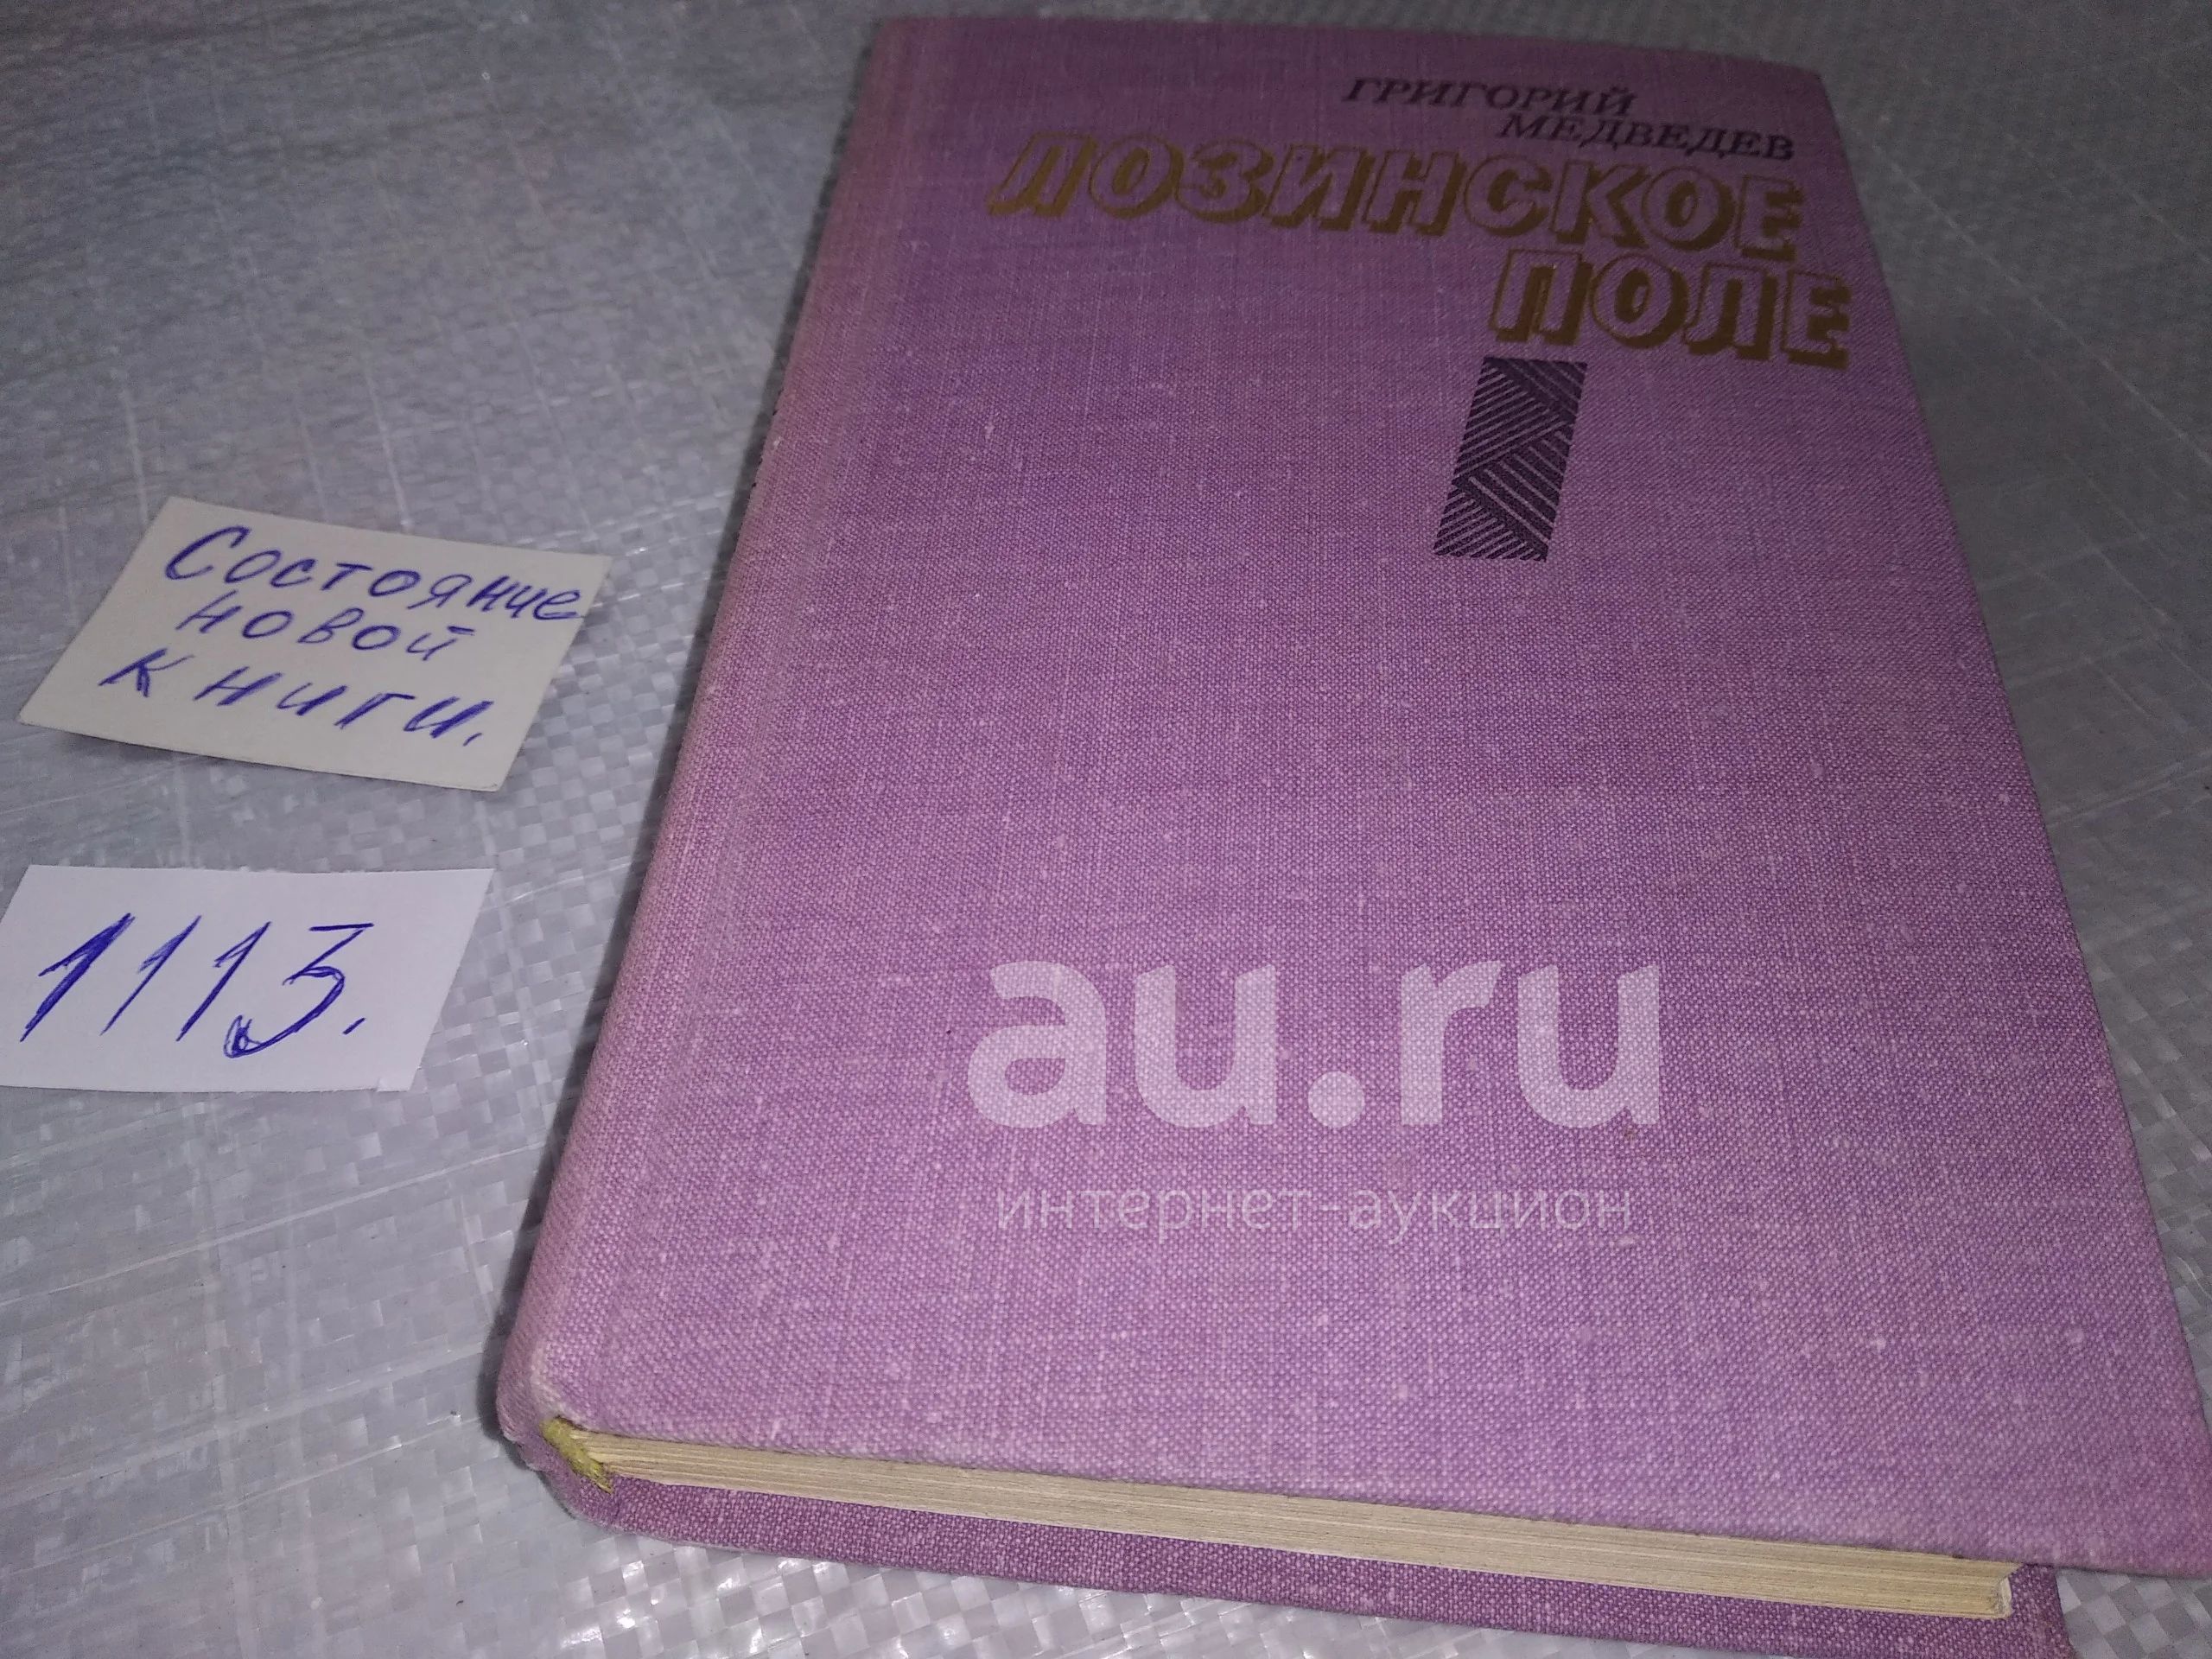 ГРИГОРИЙ
МЕДВЕДЕВ
ЛОЗИНСКОЕ
ПОЛЕ
Состояние
новой
книги.
1113.
au.ru
интернет-аукцион